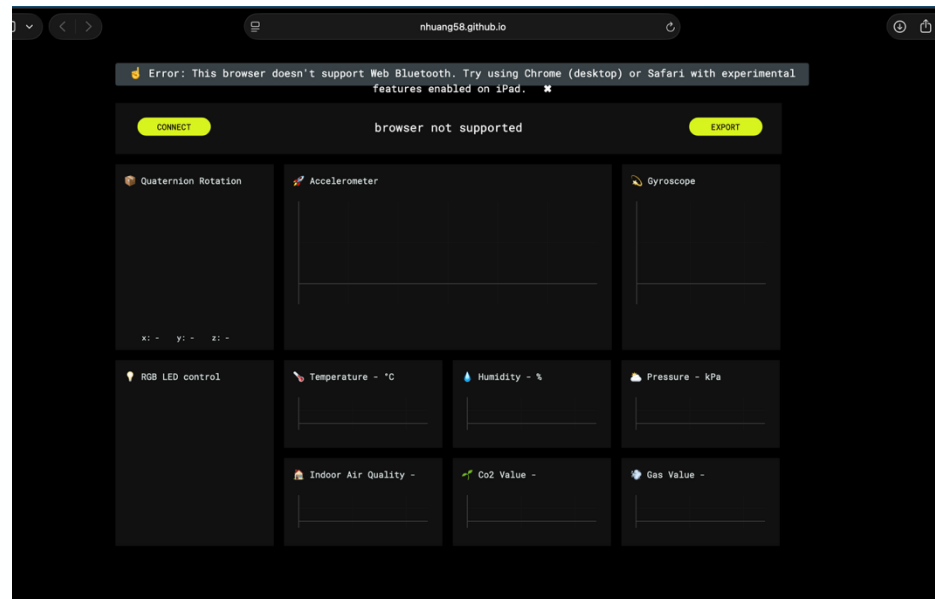 nhuang58.github.io
☝ Error: This browser doesn't support Web Bluetooth. Try using Chrome (desktop) or Safari with experimental
features enabled on iPad. ✖
CONNECT
browser not supported
EXPORT
📦 Quaternion Rotation
🚀 Accelerometer
💫 Gyroscope
x: - y: - z: -
💡 RGB LED control
🌡 Temperature - °C
💧 Humidity - %
🌥 Pressure - kPa
🏠 Indoor Air Quality -
🌱 Co2 Value -
💨 Gas Value -